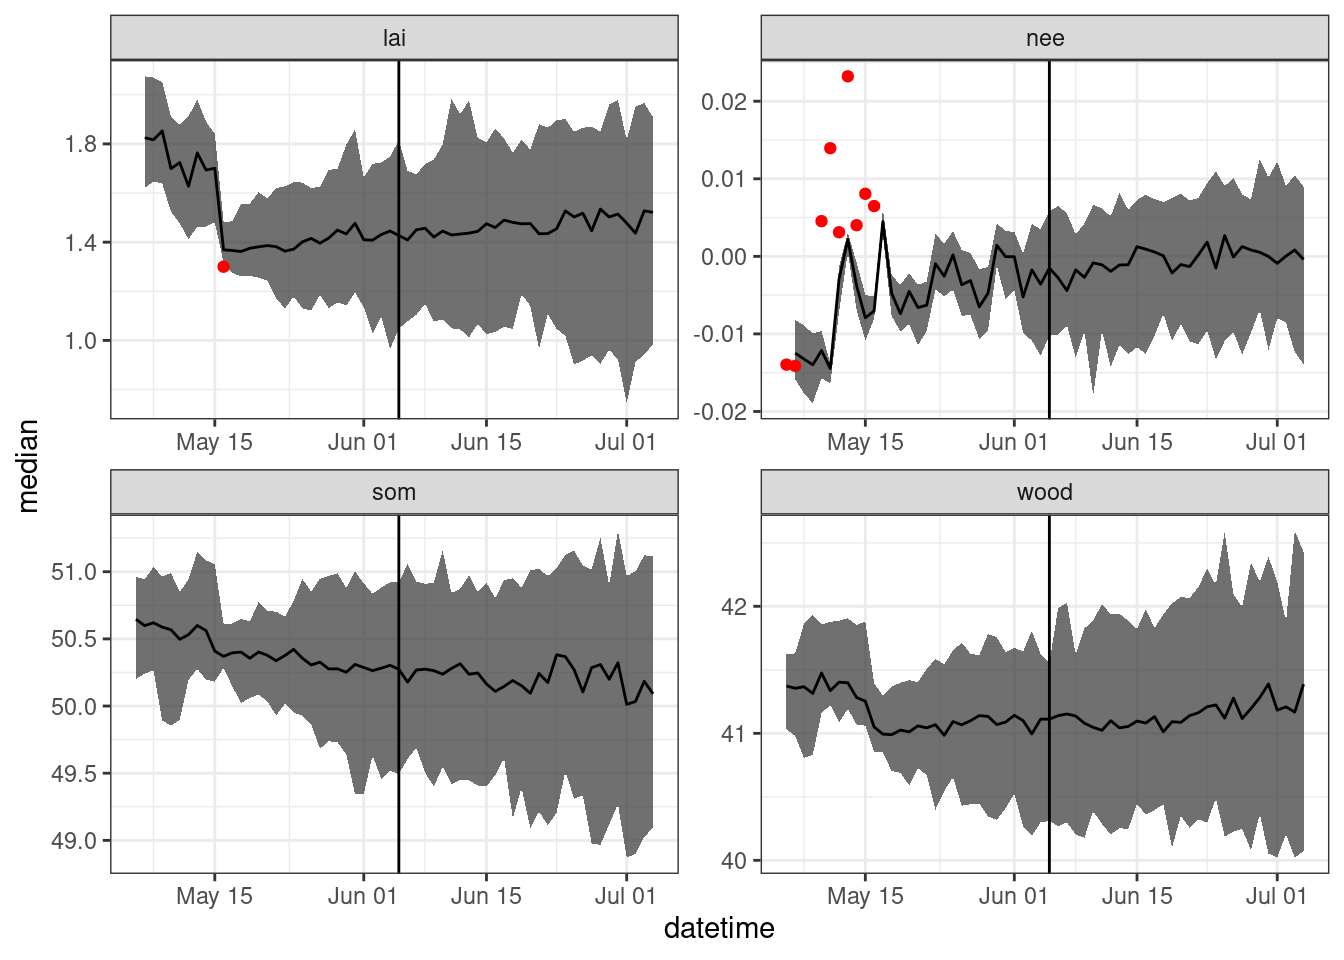 lai
nee
1.8
1.4
1.0
0.02
0.01
0.00
-0.01
-0.02
May 15 Jun 01 Jun 15 Jul 01
May 15 Jun 01 Jun 15 Jul 01
median
som
wood
51.0
50.5
50.0
49.5
49.0
42
41
40
May 15 Jun 01 Jun 15 Jul 01
May 15 Jun 01 Jun 15 Jul 01
datetime